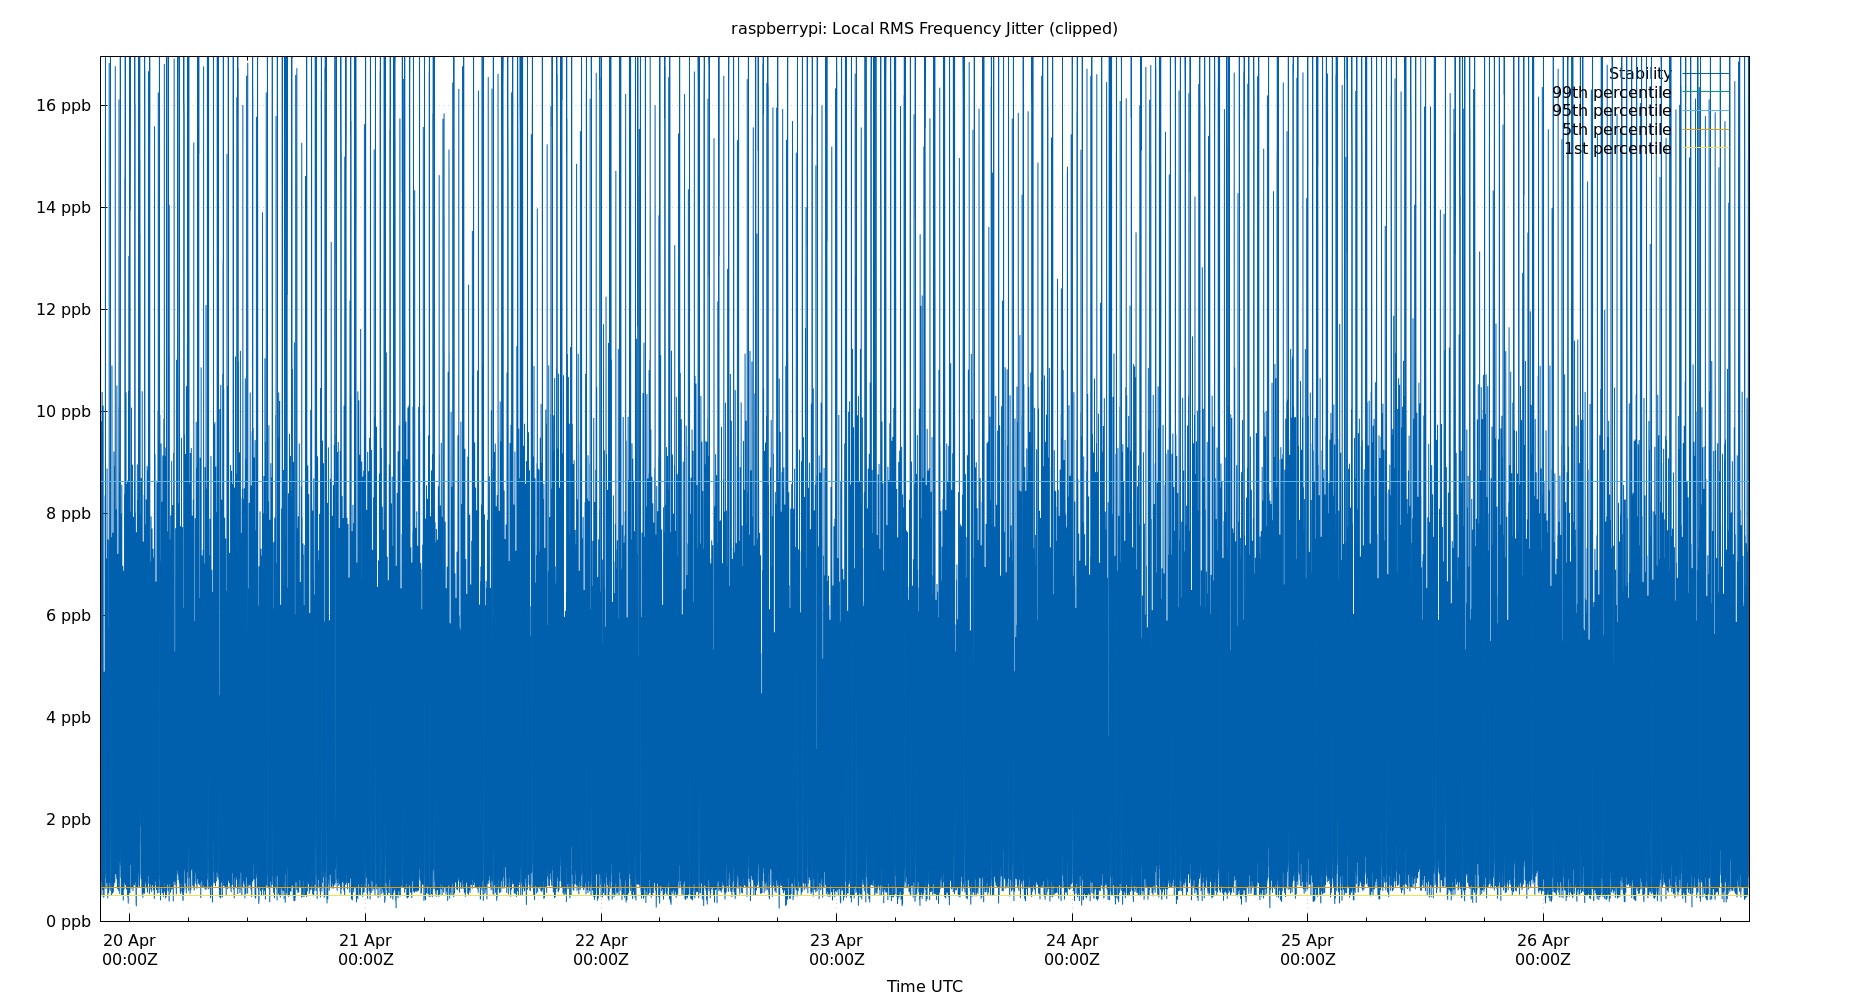 raspberrypi: Local RMS Frequency Jitter (clipped)
Stability
99th percentile
95th percentile
5th percentile
1st percentile
16 ppb
14 ppb
12 ppb
10 ppb
8 ppb
6 ppb
4 ppb
2 ppb
0 ppb
20 Apr 21 Apr 22 Apr 23 Apr 24 Apr 25 Apr 26 Apr
00:00Z 00:00Z 00:00Z 00:00Z 00:00Z 00:00Z 00:00Z
Time UTC